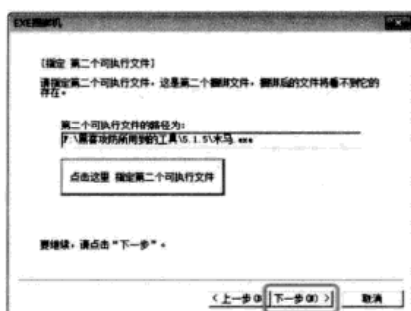 EXE捆绑机
[指定 第二个可执行文件]
请指定第二个可执行文件，这是第二个捆绑文件，捆绑后的文件将看不到它的
存在。
第二个可执行文件的路径为:
F:\黑客攻防所用到的工具\5.1.5\木马.exe
点击这里 指定第二个可执行文件
要继续，请点击“下一步”。
<上一步(B) 下一步(N)> 取消